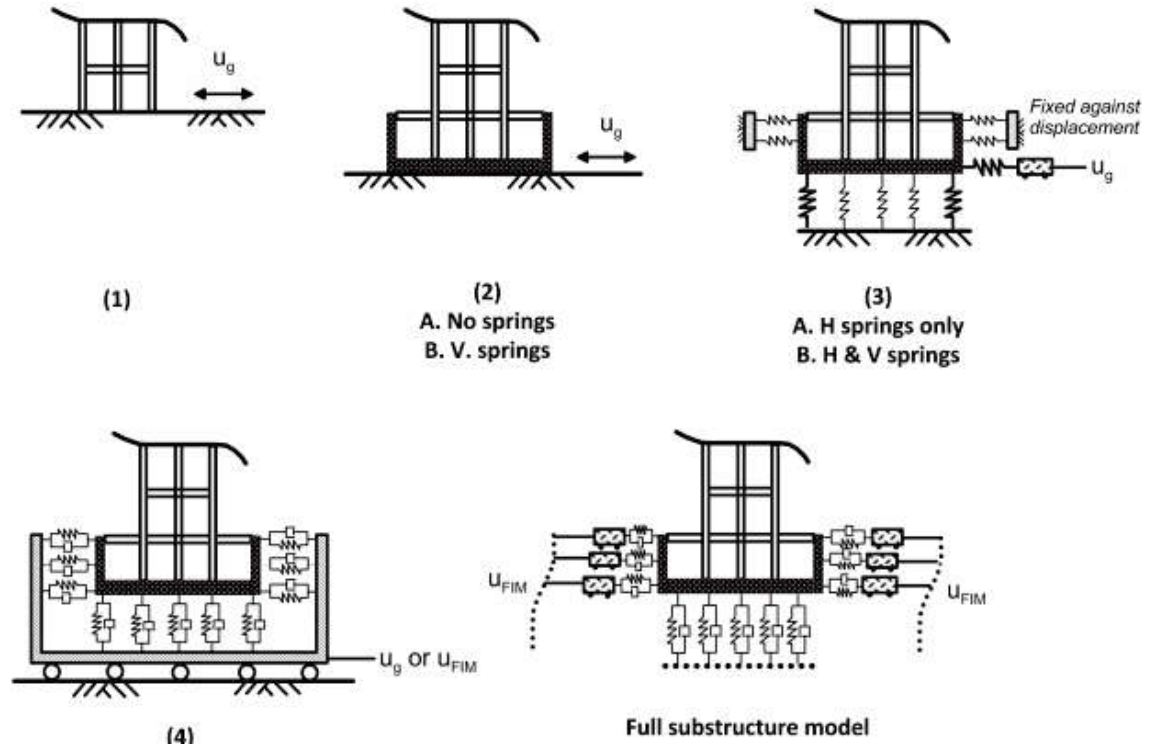 u_g
(1)
u_g
(2)
A. No springs
B. V. springs
Fixed against
displacement
u_g
(3)
A. H springs only
B. H & V springs
u_g or u_FIM
(4)
u_FIM
u_FIM
Full substructure model